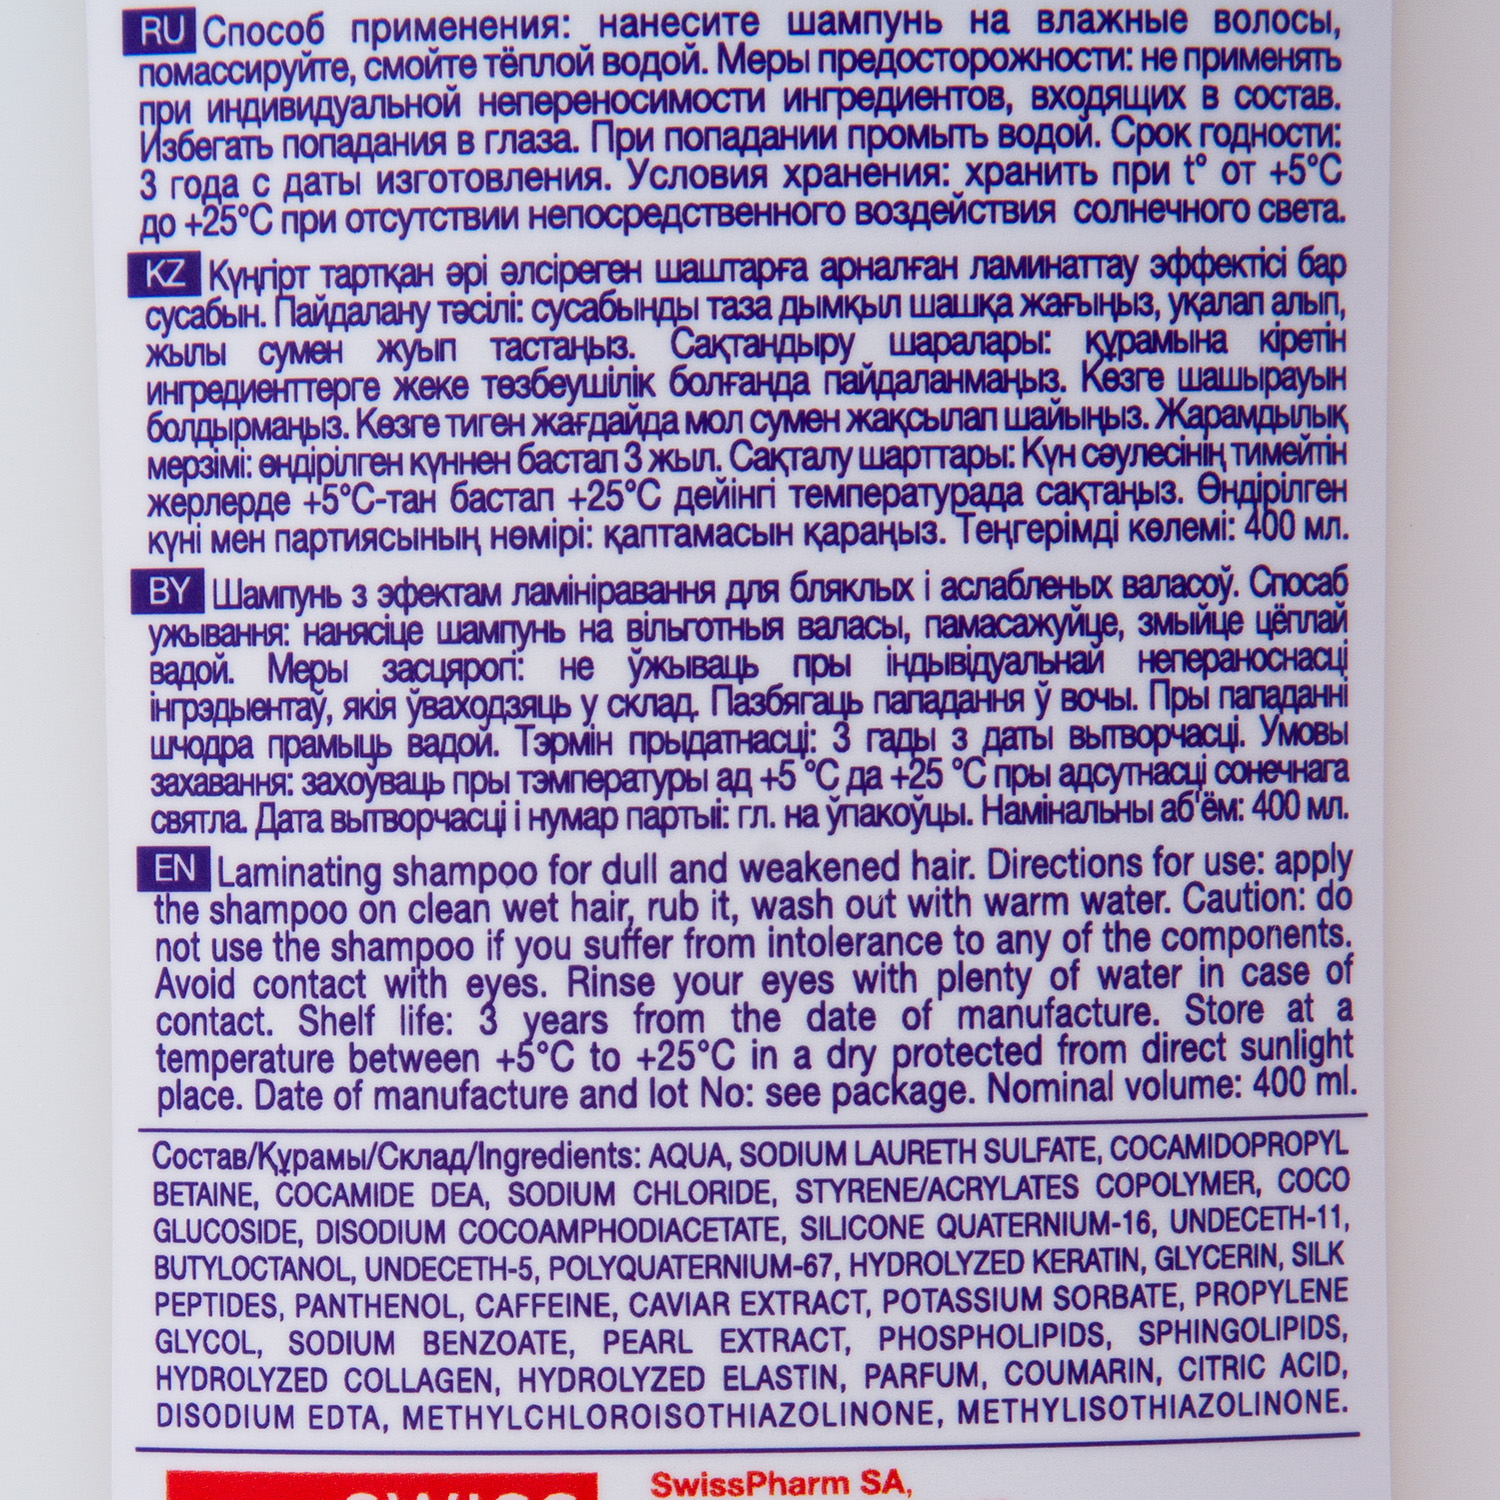 RU Способ применения: нанесите шампунь на влажные волосы,
помассируйте, смойте тёплой водой. Меры предосторожности: не применять
при индивидуальной непереносимости ингредиентов, входящих в состав.
Избегать попадания в глаза. При попадании промыть водой. Срок годности:
3 года с даты изготовления. Условия хранения: хранить при t° от +5°C
до +25°C при отсутствии непосредственного воздействия солнечного света.
KZ Күңгірт тартқан әрі әлсіреген шаштарға арналған ламинаттау эффектісі бар
сусабын. Пайдалану тәсілі: сусабынды таза дымқыл шашқа жағыңыз, уқалап алып,
жылы сумен жуып тастаңыз. Сақтандыру шаралары: құрамына кіретін
ингредиенттерге жеке төзбеушілік болғанда пайдаланмаңыз. Көзге шашырауын
болдырмаңыз. Көзге тиген жағдайда мол сумен жақсылап шайыңыз. Жарамдылық
мерзімі: өндірілген күннен бастап 3 жыл. Сақталу шарттары: Күн сәулесінің тимейтін
жерлерде +5°C-тан бастап +25°C дейінгі температурада сақтаңыз. Өндірілген
күні мен партиясының нөмірі: қаптамасын қараңыз. Теңгерімді көлемі: 400 мл.
BY Шампунь з эфектам ламініравання для бляклых і аслабленых валасоў. Спосаб
ужывання: нанясіце шампунь на вільготныя валасы, памасажуйце, змыйце цёплай
вадой. Меры засцярогі: не ўжываць пры індывідуальнай непераноснасці
інгрэдыентаў, якія ўваходзяць у склад. Пазбягаць пападання ў вочы. Пры пападанні
шчодра прамыць вадой. Тэрмін прыдатнасці: 3 гады з даты вытворчасці. Умовы
захавання: захоўваць пры тэмпературы ад +5 °C да +25 °C пры адсутнасці сонечнага
святла. Дата вытворчасці і нумар партыі: гл. на ўпакоўцы. Намінальны аб'ём: 400 мл.
EN Laminating shampoo for dull and weakened hair. Directions for use: apply
the shampoo on clean wet hair, rub it, wash out with warm water. Caution: do
not use the shampoo if you suffer from intolerance to any of the components.
Avoid contact with eyes. Rinse your eyes with plenty of water in case of
contact. Shelf life: 3 years from the date of manufacture. Store at a
temperature between +5°C to +25°C in a dry protected from direct sunlight
place. Date of manufacture and lot No: see package. Nominal volume: 400 ml.
Состав/Құрамы/Склад/Ingredients: AQUA, SODIUM LAURETH SULFATE, COCAMIDOPROPYL
BETAINE, COCAMIDE DEA, SODIUM CHLORIDE, STYRENE/ACRYLATES COPOLYMER, COCO
GLUCOSIDE, DISODIUM COCOAMPHODIACETATE, SILICONE QUATERNIUM-16, UNDECETH-11,
BUTYLOCTANOL, UNDECETH-5, POLYQUATERNIUM-67, HYDROLYZED KERATIN, GLYCERIN, SILK
PEPTIDES, PANTHENOL, CAFFEINE, CAVIAR EXTRACT, POTASSIUM SORBATE, PROPYLENE
GLYCOL, SODIUM BENZOATE, PEARL EXTRACT, PHOSPHOLIPIDS, SPHINGOLIPIDS,
HYDROLYZED COLLAGEN, HYDROLYZED ELASTIN, PARFUM, COUMARIN, CITRIC ACID,
DISODIUM EDTA, METHYLCHLOROISOTHIAZOLINONE, METHYLISOTHIAZOLINONE.
SwissPharm SA,